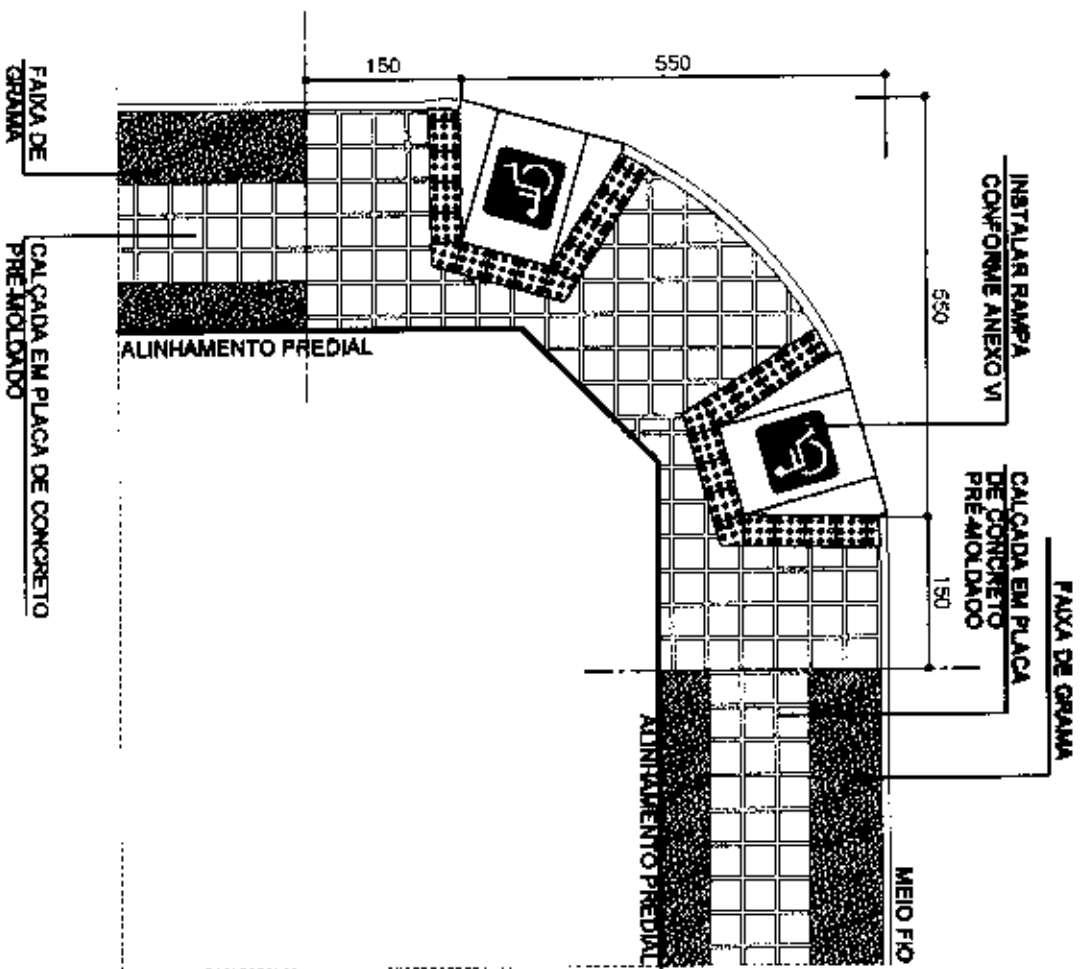 150
550
FAIXA DE
GRAMA
CALÇADA EM PLACA DE CONCRETO
PRÉ-MOLDADO
ALINHAMENTO PREDIAL
550
INSTALAR RAMPA
CONFORME ANEXO VI
CALÇADA EM PLACA
DE CONCRETO
PRÉ-MOLDADO
150
FAIXA DE GRAMA
ALINHAMENTO PREDIAL
MEIO FIO